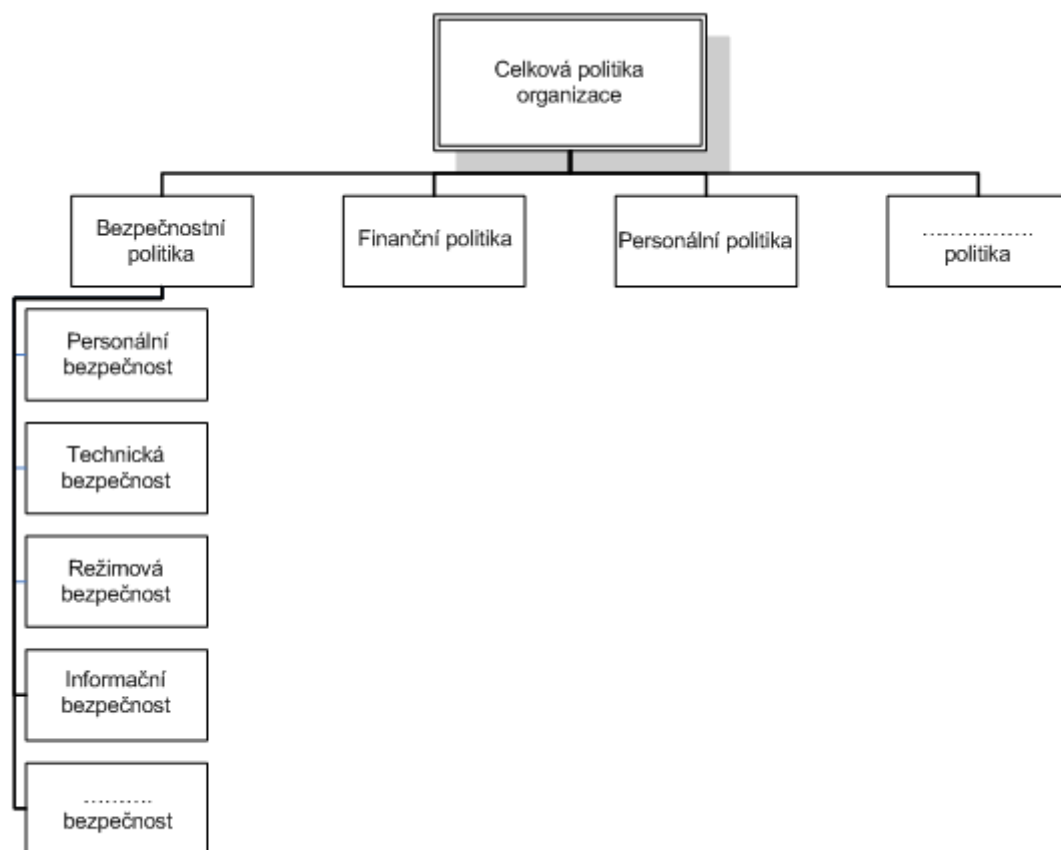 Celková politika
organizace
Bezpečnostní
politika
Finanční politika
Personální politika
....................
politika
Personální
bezpečnost
Technická
bezpečnost
Režimová
bezpečnost
Informační
bezpečnost
............
bezpečnost